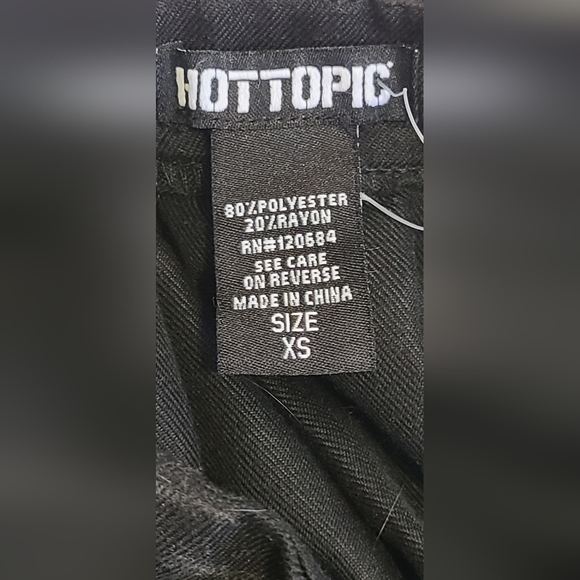 HOTTOPIC
80%POLYESTER
20%RAYON
RN#120684
SEE CARE
ON REVERSE
MADE IN CHINA
SIZE
XS